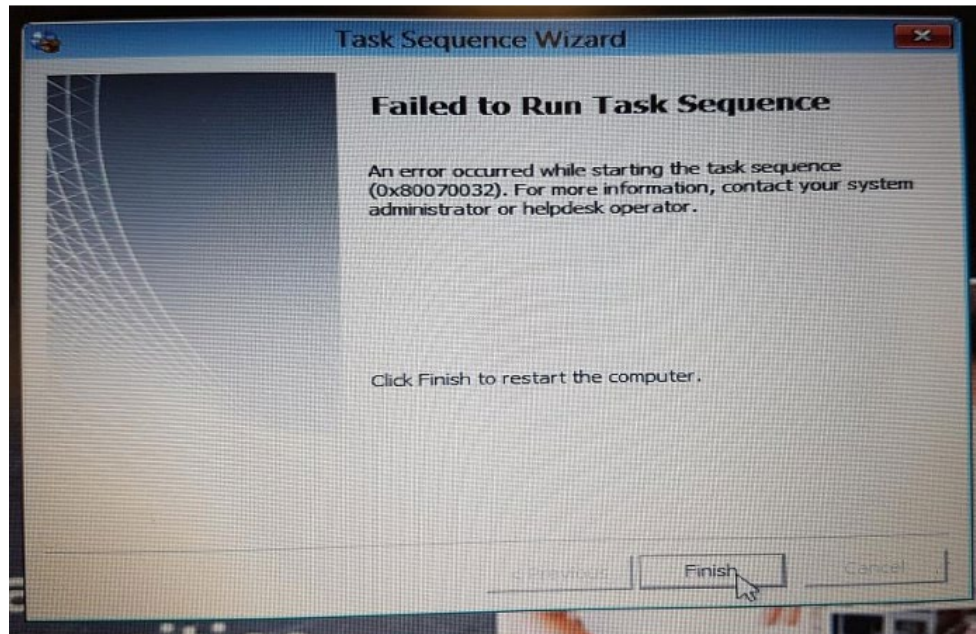 Task Sequence Wizard
Failed to Run Task Sequence
An error occurred while starting the task sequence
(0x80070032). For more information, contact your system
administrator or helpdesk operator.
Click Finish to restart the computer.
< Previous
Finish
Cancel